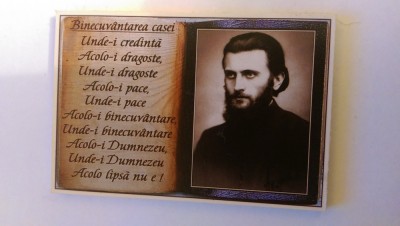 Binecuvântarea casei
Unde-i credintă
Acolo-i dragoste,
Unde-i dragoste
Acolo-i pace,
Unde-i pace
Acolo-i binecuvântare,
Unde-i binecuvântare
Acolo-i Dumnezeu,
Unde-i Dumnezeu
Acolo lipsă nu e !